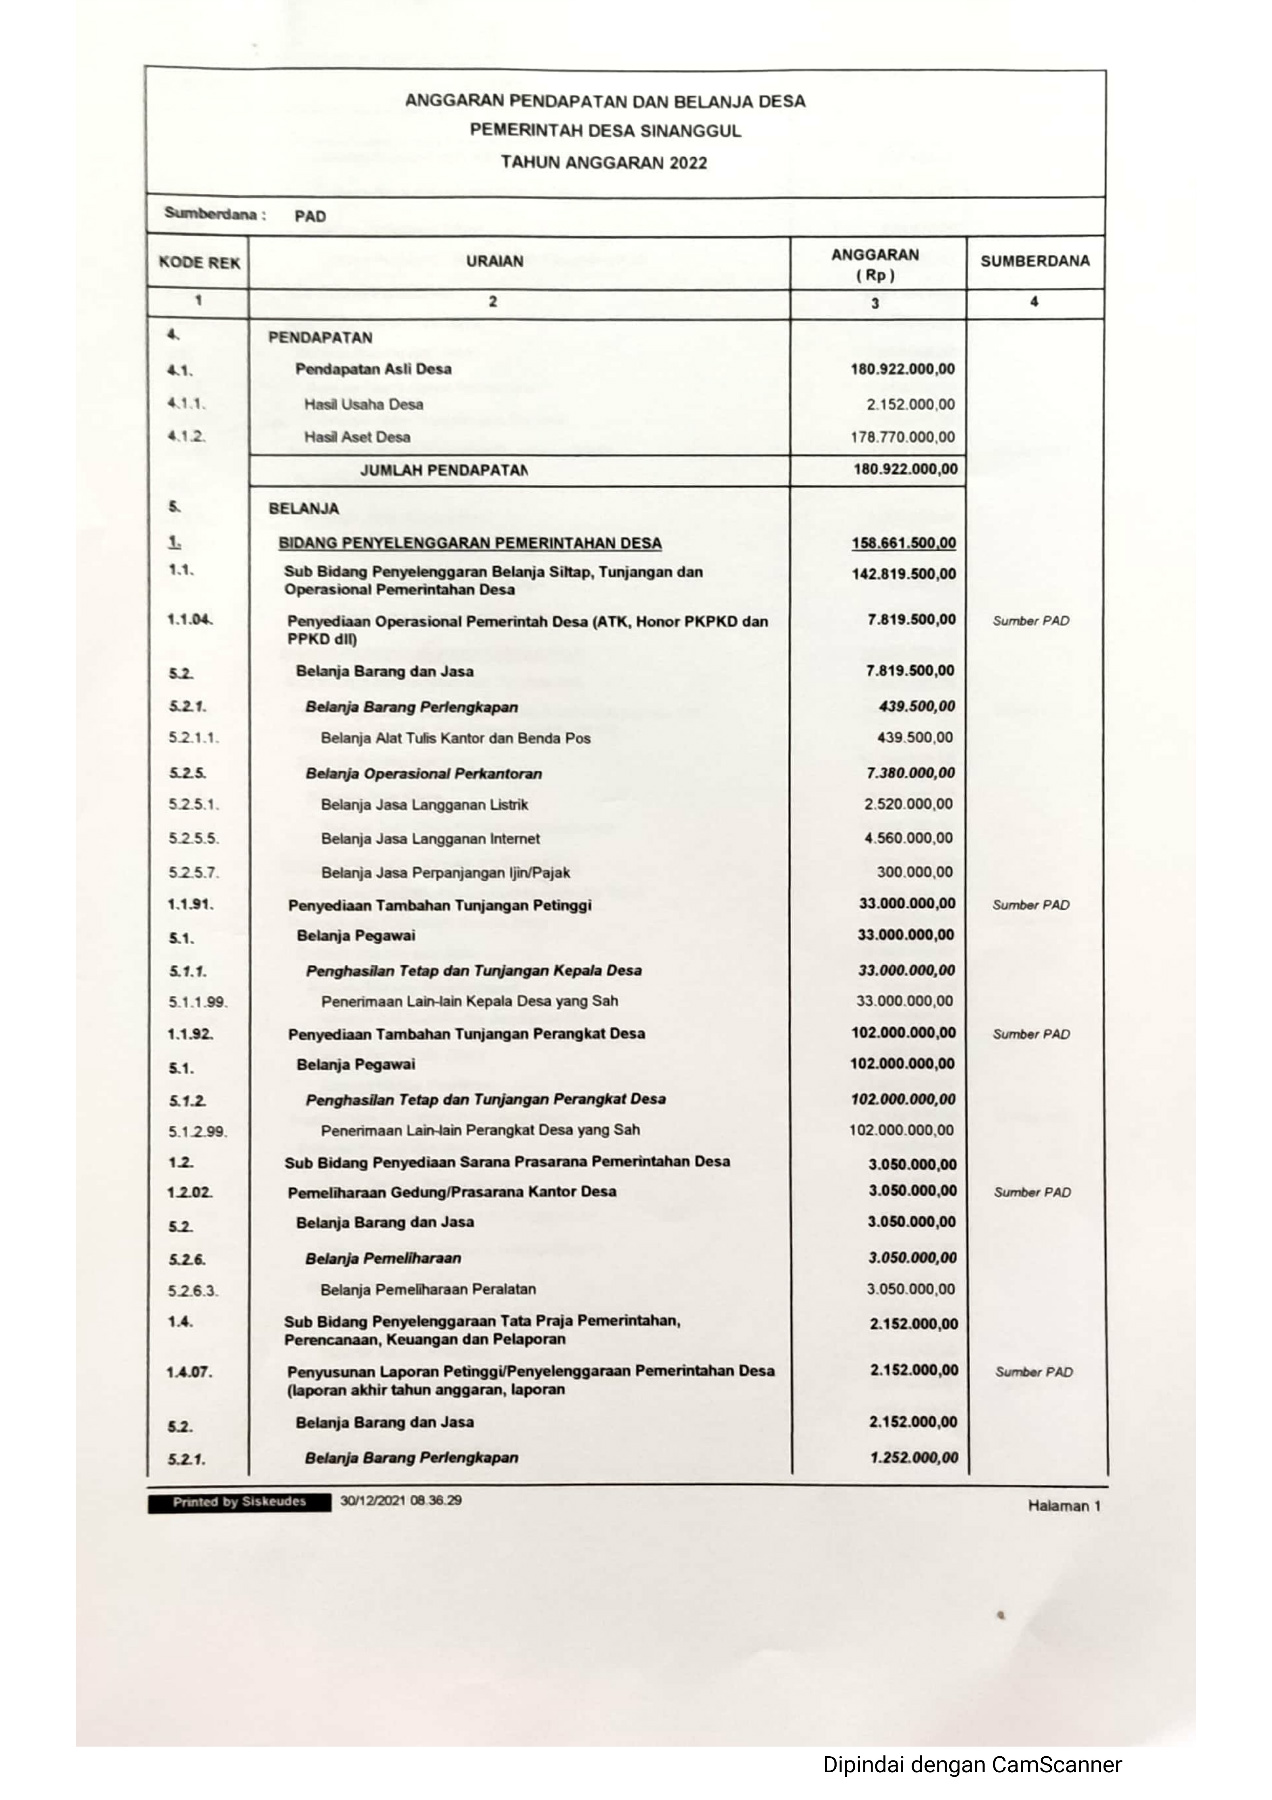 ANGGARAN PENDAPATAN DAN BELANJA DESA
PEMERINTAH DESA SINANGGUL
TAHUN ANGGARAN 2022
Sumberdana : PAD
KODE REK URAIAN ANGGARAN ( Rp ) SUMBERDANA
1 2 3 4
4. PENDAPATAN
4.1. Pendapatan Asli Desa 180.922.000,00
4.1.1. Hasil Usaha Desa 2.152.000,00
4.1.2. Hasil Aset Desa 178.770.000,00
JUMLAH PENDAPATAN 180.922.000,00
5. BELANJA
1. BIDANG PENYELENGGARAN PEMERINTAHAN DESA 158.661.500,00
1.1. Sub Bidang Penyelenggaran Belanja Siltap, Tunjangan dan 142.819.500,00
Operasional Pemerintahan Desa
1.1.04. Penyediaan Operasional Pemerintah Desa (ATK, Honor PKPKD dan 7.819.500,00 Sumber PAD
PPKD dll)
5.2. Belanja Barang dan Jasa 7.819.500,00
5.2.1. Belanja Barang Perlengkapan 439.500,00
5.2.1.1. Belanja Alat Tulis Kantor dan Benda Pos 439.500,00
5.2.5. Belanja Operasional Perkantoran 7.380.000,00
5.2.5.1. Belanja Jasa Langganan Listrik 2.520.000,00
5.2.5.5. Belanja Jasa Langganan Internet 4.560.000,00
5.2.5.7. Belanja Jasa Perpanjangan Ijin/Pajak 300.000,00
1.1.91. Penyediaan Tambahan Tunjangan Petinggi 33.000.000,00 Sumber PAD
5.1. Belanja Pegawai 33.000.000,00
5.1.1. Penghasilan Tetap dan Tunjangan Kepala Desa 33.000.000,00
5.1.1.99. Penerimaan Lain-lain Kepala Desa yang Sah 33.000.000,00
1.1.92. Penyediaan Tambahan Tunjangan Perangkat Desa 102.000.000,00 Sumber PAD
5.1. Belanja Pegawai 102.000.000,00
5.1.2. Penghasilan Tetap dan Tunjangan Perangkat Desa 102.000.000,00
5.1.2.99. Penerimaan Lain-lain Perangkat Desa yang Sah 102.000.000,00
1.2. Sub Bidang Penyediaan Sarana Prasarana Pemerintahan Desa 3.050.000,00
1.2.02. Pemeliharaan Gedung/Prasarana Kantor Desa 3.050.000,00 Sumber PAD
5.2. Belanja Barang dan Jasa 3.050.000,00
5.2.6. Belanja Pemeliharaan 3.050.000,00
5.2.6.3. Belanja Pemeliharaan Peralatan 3.050.000,00
1.4. Sub Bidang Penyelenggaraan Tata Praja Pemerintahan, 2.152.000,00
Perencanaan, Keuangan dan Pelaporan
1.4.07. Penyusunan Laporan Petinggi/Penyelenggaraan Pemerintahan Desa 2.152.000,00 Sumber PAD
(laporan akhir tahun anggaran, laporan
5.2. Belanja Barang dan Jasa 2.152.000,00
5.2.1. Belanja Barang Perlengkapan 1.252.000,00
Printed by Siskeudes 30/12/2021 08.36.29 Halaman 1
Dipindai dengan CamScanner